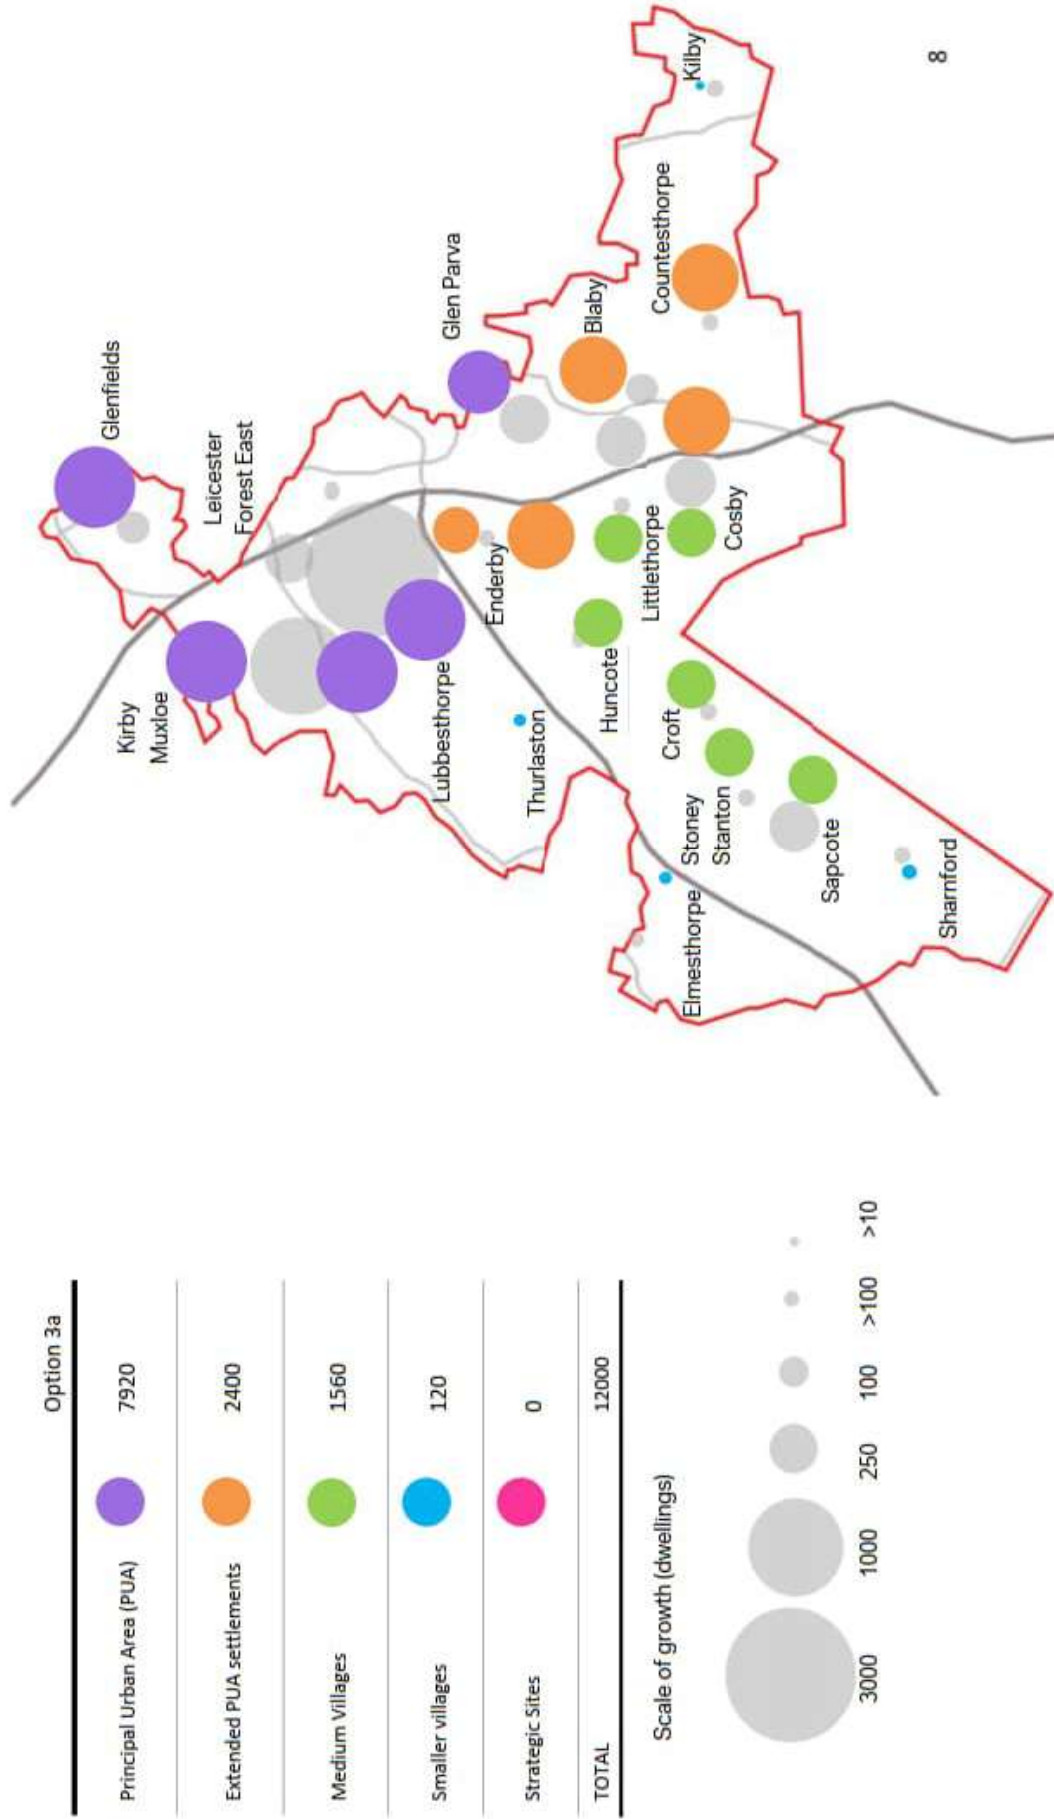 Option 3a
Principal Urban Area (PUA) 7920
Extended PUA settlements 2400
Medium Villages 1560
Smaller villages 120
Strategic Sites 0
TOTAL 12000
Scale of growth (dwellings)
3000 1000 250 100 >100 >10
Glenfields
Kirby
Muxloe
Leicester
Forest East
Glen Parva
Lubbesthorpe
Enderby
Thurlaston
Blaby
Huncote
Littlethorpe
Countesthorpe
Kilby
Croft
Cosby
Stoney
Stanton
Elmesthorpe
Sapcote
Sharnford
8